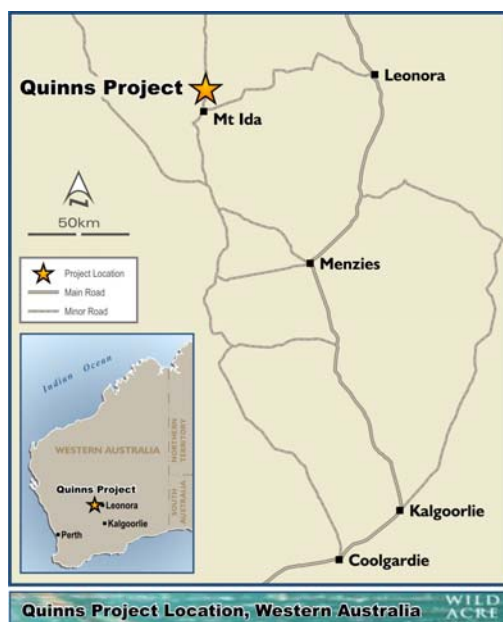 Quinns Project
Leonora
Mt Ida
N
50km
Menzies
Project Location
Main Road
Minor Road
Indian Ocean
WESTERN AUSTRALIA
NORTHERN
TERRITORY
SOUTH
AUSTRALIA
Quinns Project
Leonora
Kalgoorlie
Perth
Kalgoorlie
Coolgardie
Quinns Project Location, Western Australia
WILD
ACRE